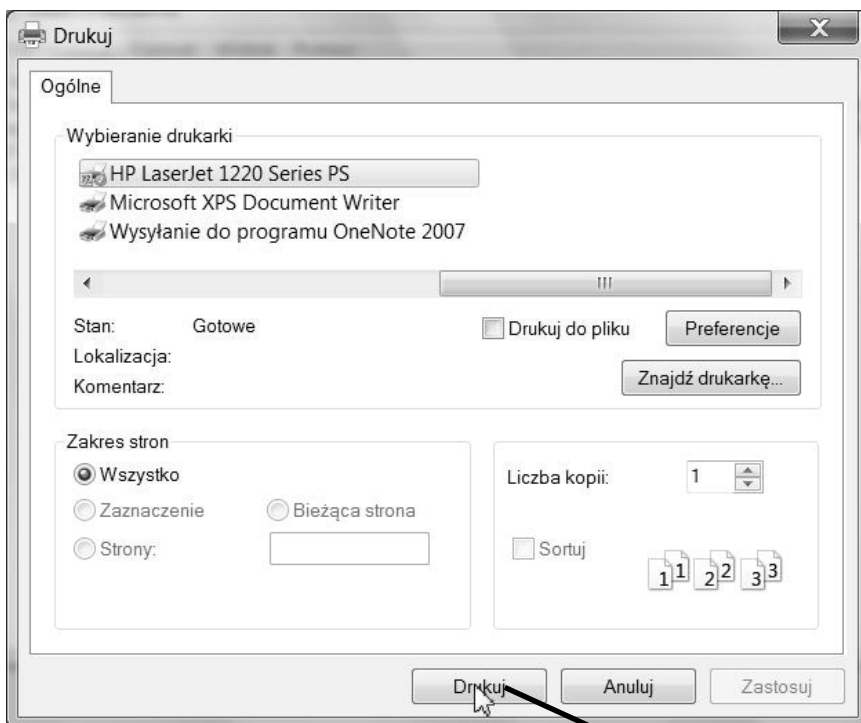 Drukuj
X
Ogólne
Wybieranie drukarki
HP LaserJet 1220 Series PS
Microsoft XPS Document Writer
Wysyłanie do programu OneNote 2007
Stan: Gotowe
Drukuj do pliku
Preferencje
Lokalizacja:
Komentarz:
Znajdź drukarkę...
Zakres stron
Wszystko
Zaznaczenie
Bieżąca strona
Strony:
Liczba kopii: 1
Sortuj
1 1 2 2 3 3
Drukuj
Anuluj
Zastosuj